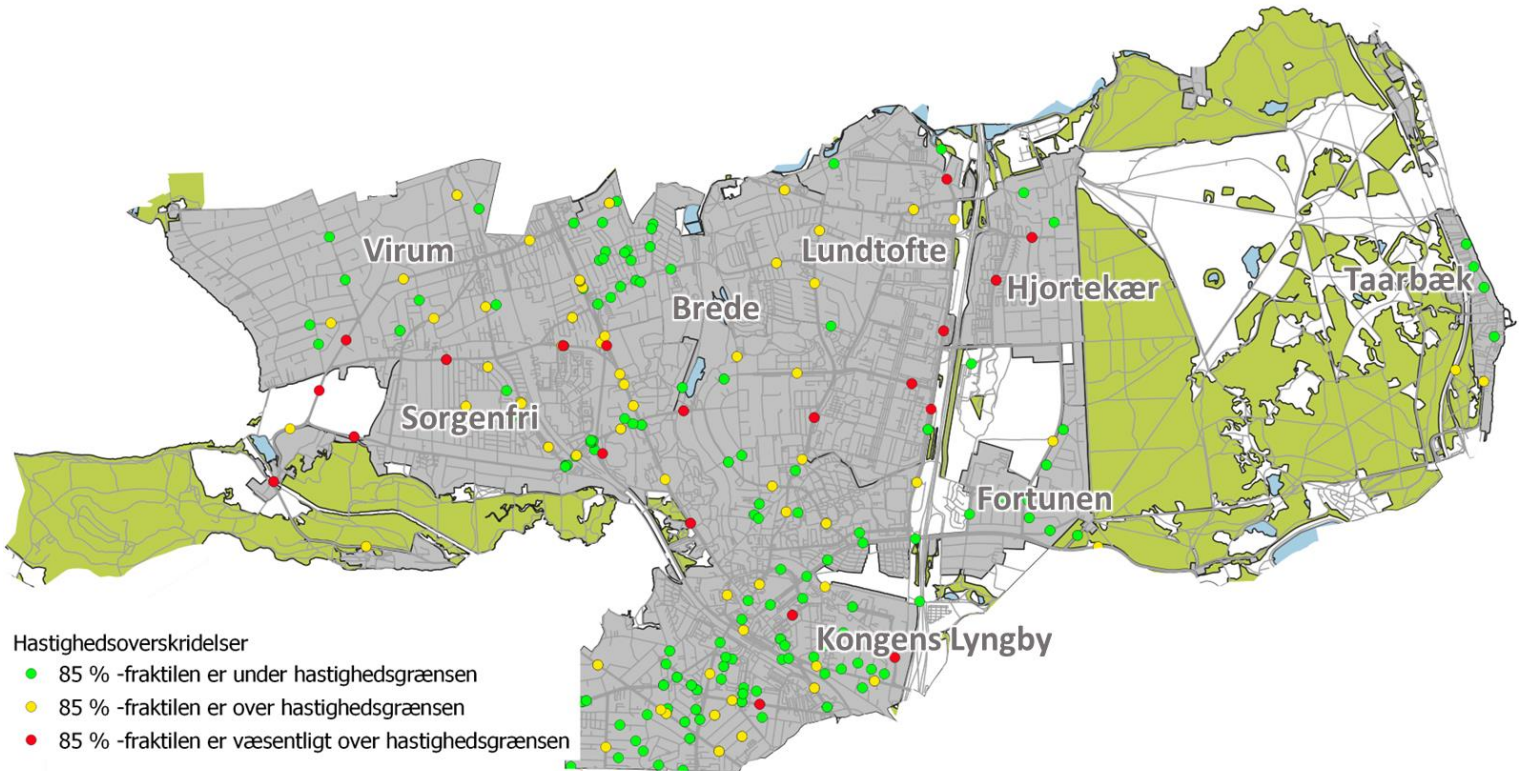 Virum
Lundtofte
Hjortekær
Taarbæk
Brede
Sorgenfri
Fortunen
Kongens Lyngby
Hastighedsoverskridelser
85 % -fraktilen er under hastighedsgrænsen
85 % -fraktilen er over hastighedsgrænsen
85 % -fraktilen er væsentligt over hastighedsgrænsen